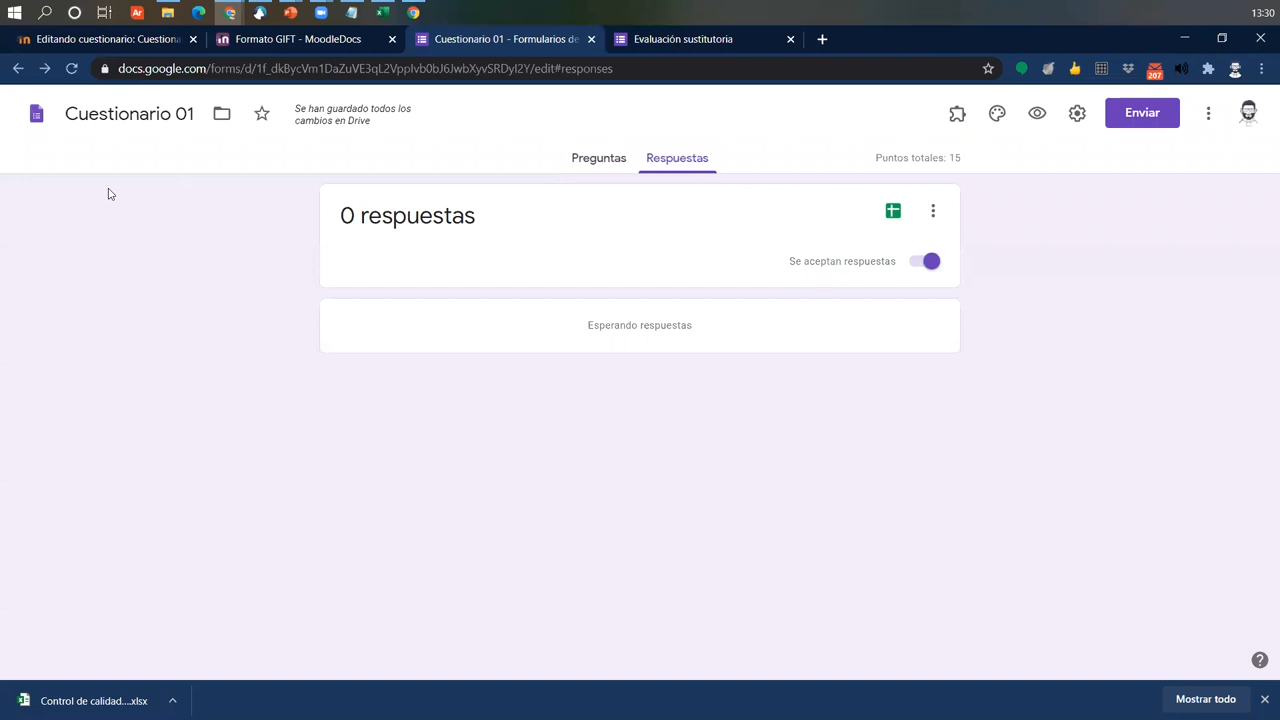 13:30
Editando cuestionario: Cuestiona
Formato GIFT - MoodleDocs
Cuestionario 01 - Formularios de
Evaluación sustitutoria
docs.google.com/forms/d/1f_dkBycVm1DaZuVE3qL2VppIvb0bJ6JwbXyvSRDyI2Y/edit#responses
207
Cuestionario 01
Se han guardado todos los
cambios en Drive
Enviar
Preguntas
Respuestas
Puntos totales: 15
0 respuestas
Se aceptan respuestas
Esperando respuestas
Control de calidad....xlsx
Mostrar todo